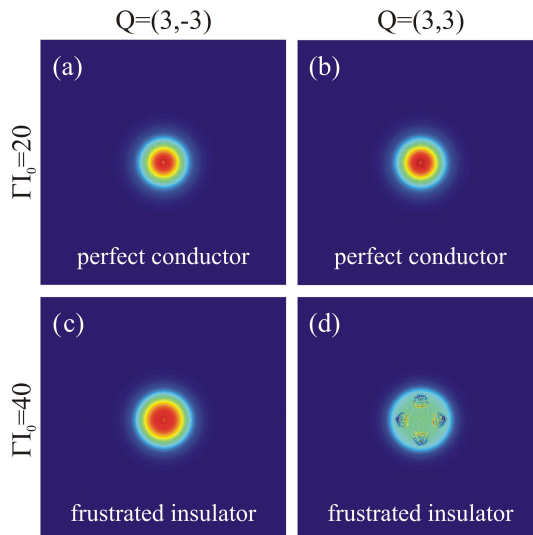 Q=(3,-3)
Q=(3,3)
ΓI₀=20
(a)
perfect conductor
(b)
perfect conductor
ΓI₀=40
(c)
frustrated insulator
(d)
frustrated insulator